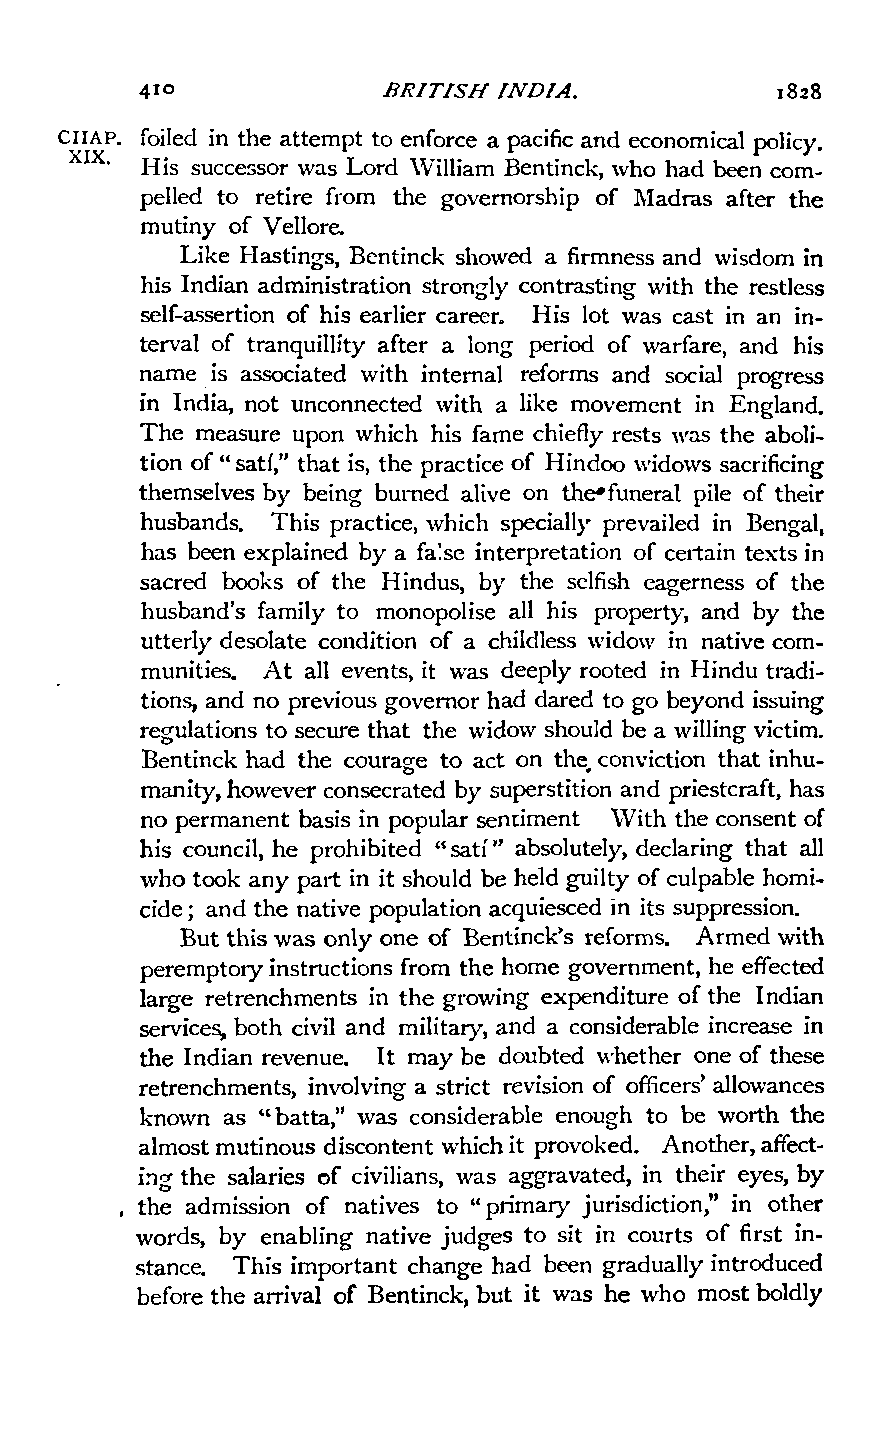 410 BRITISH INDIA. 1828
CHAP. XIX.
foiled in the attempt to enforce a pacific and economical policy.
His successor was Lord William Bentinck, who had been com-
pelled to retire from the governorship of Madras after the
mutiny of Vellore.
Like Hastings, Bentinck showed a firmness and wisdom in
his Indian administration strongly contrasting with the restless
self-assertion of his earlier career. His lot was cast in an in-
terval of tranquillity after a long period of warfare, and his
name is associated with internal reforms and social progress
in India, not unconnected with a like movement in England.
The measure upon which his fame chiefly rests was the aboli-
tion of "satí," that is, the practice of Hindoo widows sacrificing
themselves by being burned alive on the funeral pile of their
husbands. This practice, which specially prevailed in Bengal,
has been explained by a false interpretation of certain texts in
sacred books of the Hindus, by the selfish eagerness of the
husband's family to monopolise all his property, and by the
utterly desolate condition of a childless widow in native com-
munities. At all events, it was deeply rooted in Hindu tradi-
tions, and no previous governor had dared to go beyond issuing
regulations to secure that the widow should be a willing victim.
Bentinck had the courage to act on the conviction that inhu-
manity, however consecrated by superstition and priestcraft, has
no permanent basis in popular sentiment With the consent of
his council, he prohibited "satí" absolutely, declaring that all
who took any part in it should be held guilty of culpable homi-
cide; and the native population acquiesced in its suppression.
But this was only one of Bentinck's reforms. Armed with
peremptory instructions from the home government, he effected
large retrenchments in the growing expenditure of the Indian
services, both civil and military, and a considerable increase in
the Indian revenue. It may be doubted whether one of these
retrenchments, involving a strict revision of officers' allowances
known as "batta," was considerable enough to be worth the
almost mutinous discontent which it provoked. Another, affect-
ing the salaries of civilians, was aggravated, in their eyes, by
the admission of natives to "primary jurisdiction," in other
words, by enabling native judges to sit in courts of first in-
stance. This important change had been gradually introduced
before the arrival of Bentinck, but it was he who most boldly